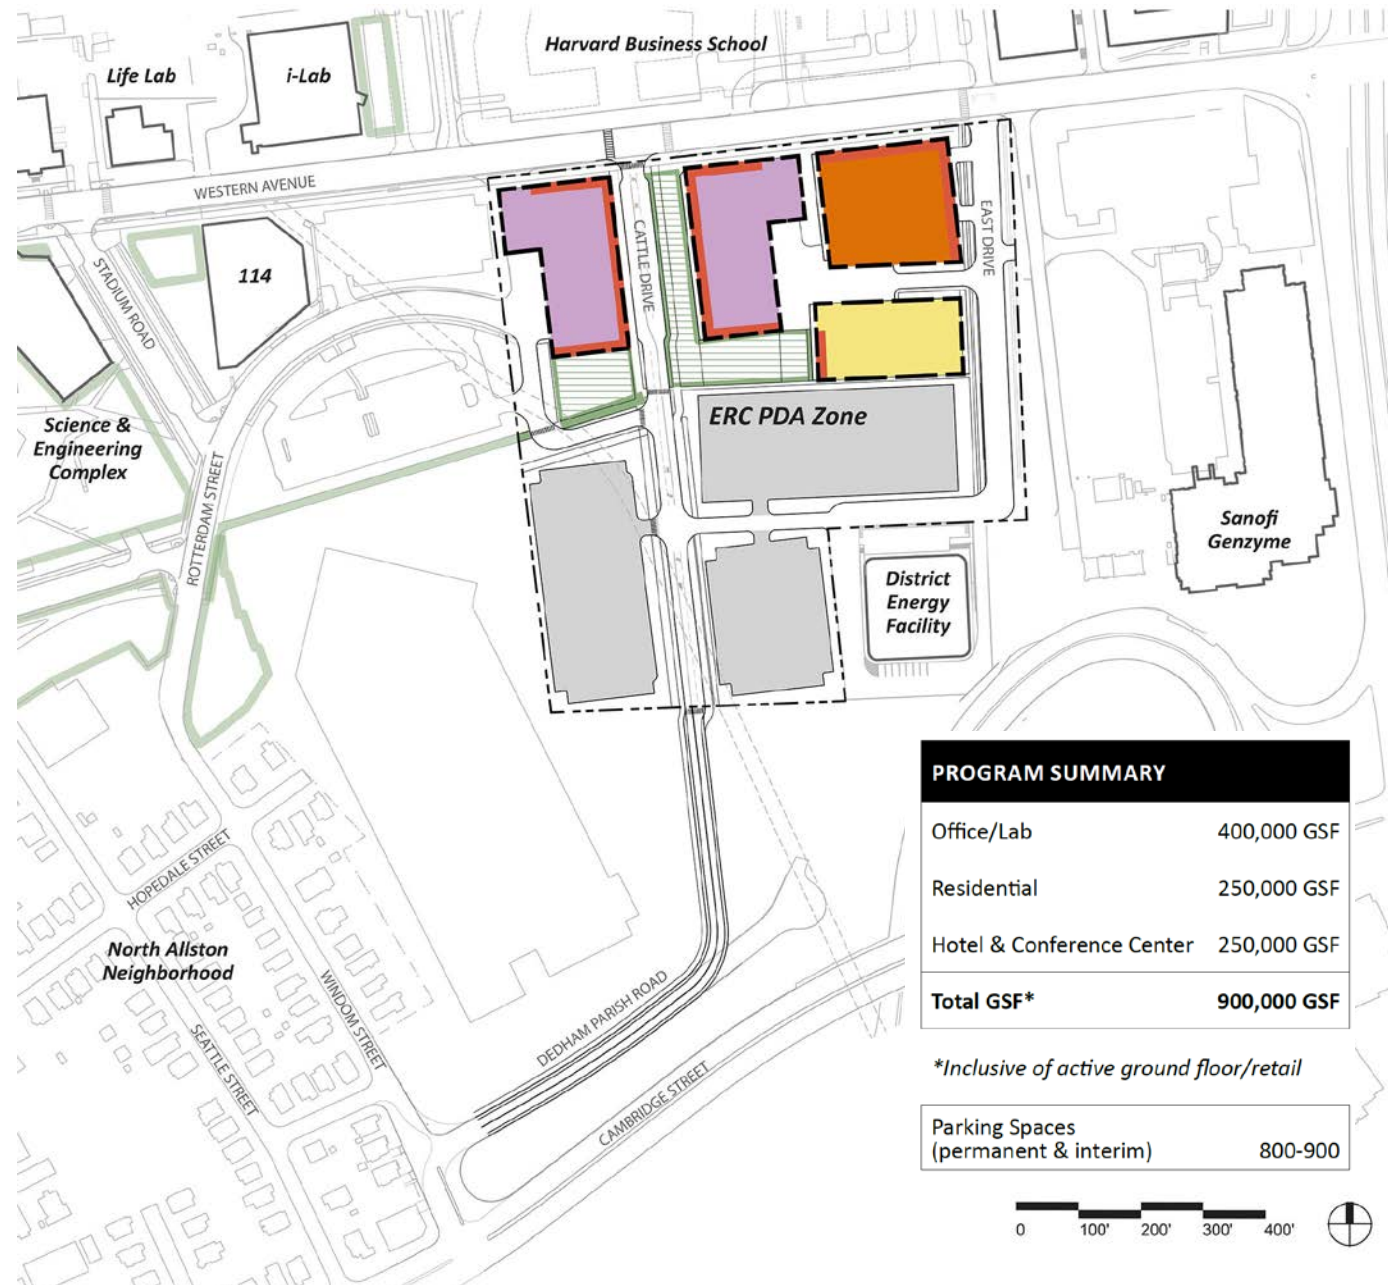 Harvard Business School
Life Lab
i-Lab
WESTERN AVENUE
STADIUM ROAD
114
CATTLE DRIVE
EAST DRIVE
ERC PDA Zone
Science &
Engineering
Complex
ROTTERDAM STREET
Sanofi
Genzyme
District
Energy
Facility
HOPEDALE STREET
North Allston
Neighborhood
WINDOM STREET
SEATTLE STREET
DEDHAM PARISH ROAD
CAMBRIDGE STREET
PROGRAM SUMMARY
Office/Lab 400,000 GSF
Residential 250,000 GSF
Hotel & Conference Center 250,000 GSF
Total GSF* 900,000 GSF
*Inclusive of active ground floor/retail
Parking Spaces
(permanent & interim) 800-900
0 100' 200' 300' 400'